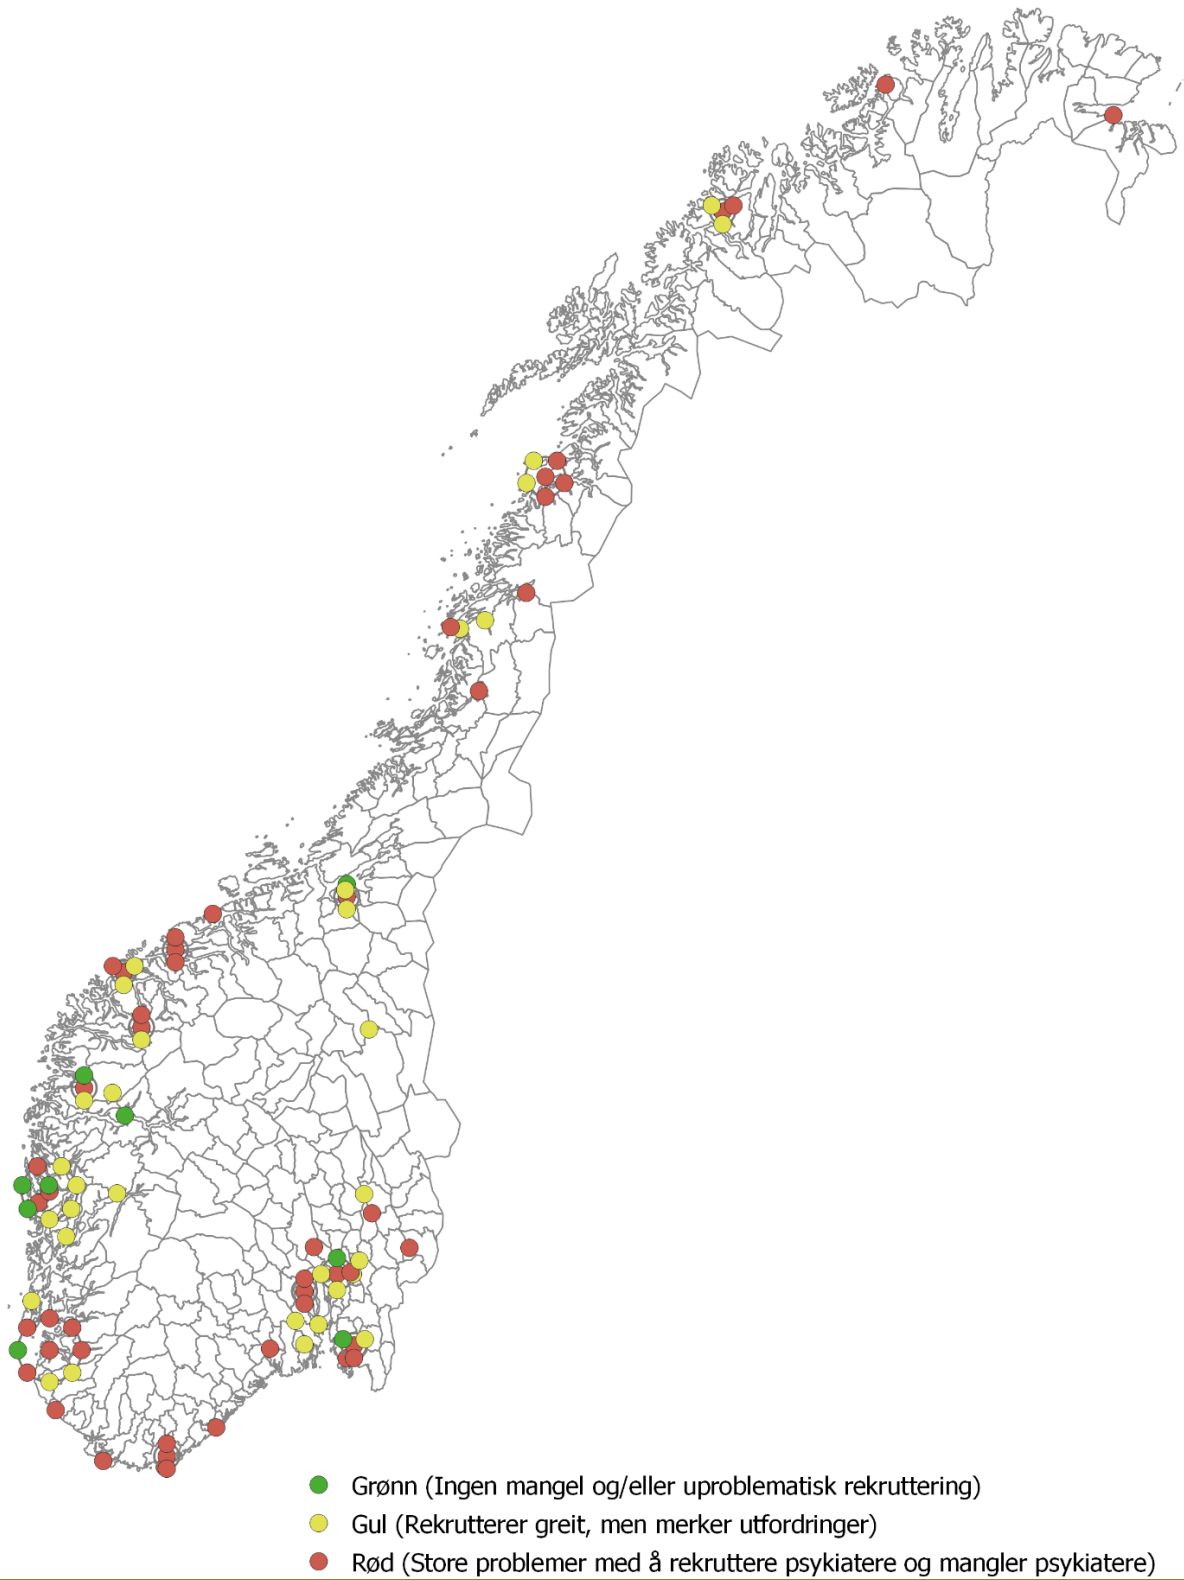 Grønn (Ingen mangel og/eller uproblematisk rekruttering)
Gul (Rekrutterer greit, men merker utfordringer)
Rød (Store problemer med å rekruttere psykiatere og mangler psykiatere)